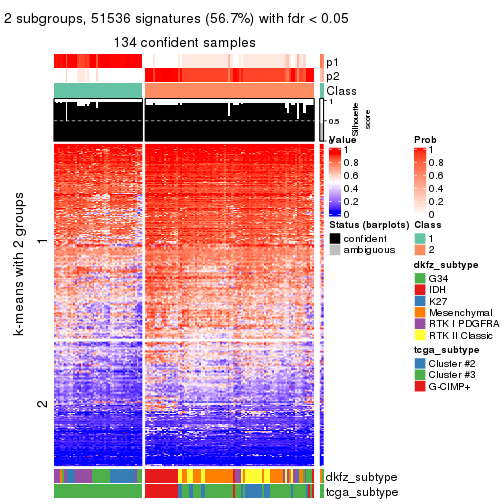 2 subgroups, 51536 signatures (56.7%) with fdr < 0.05
134 confident samples
p1
p2
Class
1
0.5
0
Silhouette
score
k-means with 2 groups
1
2
Value
1
0.8
0.6
0.4
0.2
0
Prob
1
0.8
0.6
0.4
0.2
0
Status (barplots)
confident
ambiguous
Class
1
2
dkfz_subtype
G34
IDH
K27
Mesenchymal
RTK I PDGFRA
RTK II Classic
tcga_subtype
Cluster #2
Cluster #3
G-CIMP+
dkfz_subtype
tcga_subtype